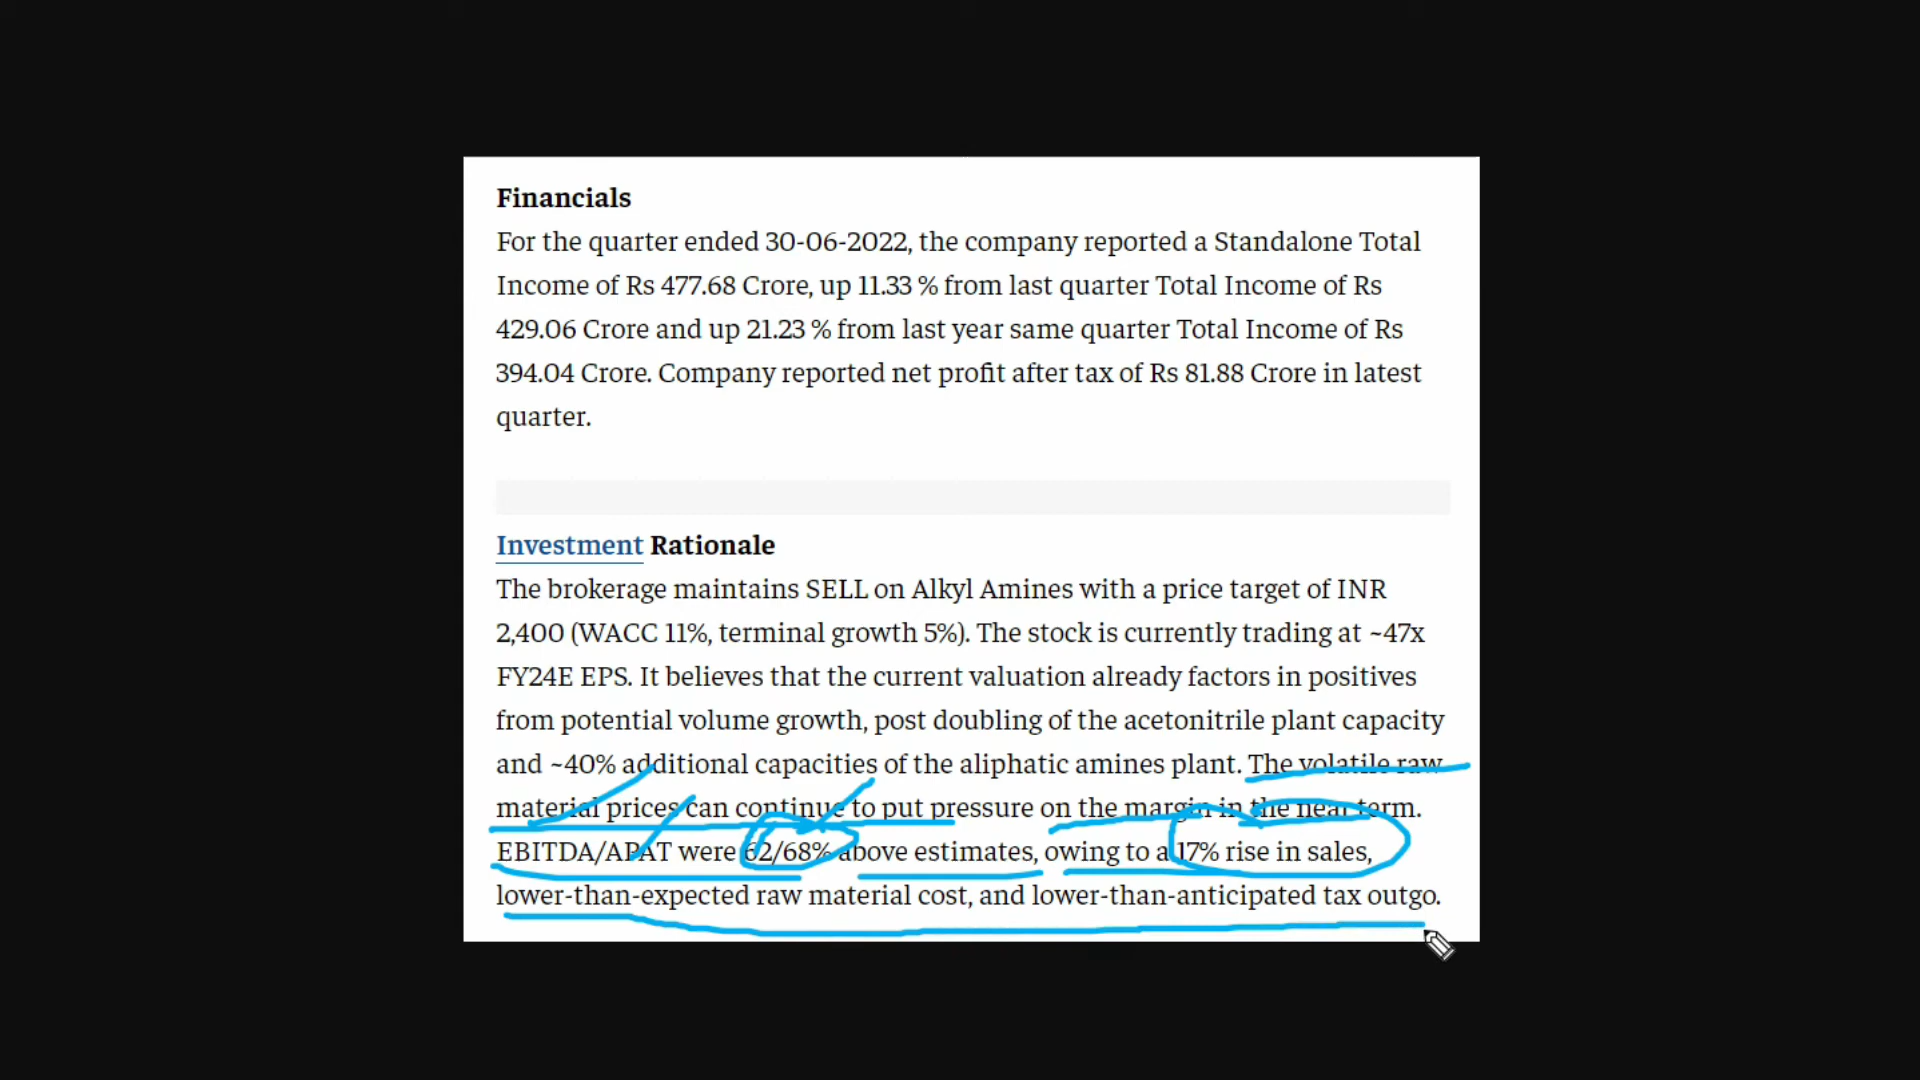 Financials
For the quarter ended 30-06-2022, the company reported a Standalone Total
Income of Rs 477.68 Crore, up 11.33 % from last quarter Total Income of Rs
429.06 Crore and up 21.23 % from last year same quarter Total Income of Rs
394.04 Crore. Company reported net profit after tax of Rs 81.88 Crore in latest
quarter.
Investment Rationale
The brokerage maintains SELL on Alkyl Amines with a price target of INR
2,400 (WACC 11%, terminal growth 5%). The stock is currently trading at ~47x
FY24E EPS. It believes that the current valuation already factors in positives
from potential volume growth, post doubling of the acetonitrile plant capacity
and ~40% additional capacities of the aliphatic amines plant. The volatile raw
material prices can continue to put pressure on the margin in the near term.
EBITDA/APAT were 62/68% above estimates, owing to a 17% rise in sales,
lower-than-expected raw material cost, and lower-than-anticipated tax outgo.